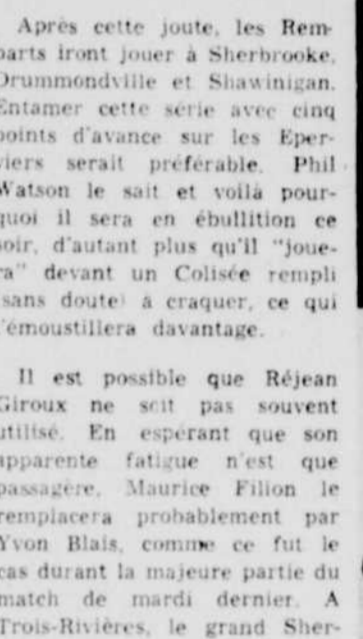 Après cette joute, les Rem-
parts iront jouer à Sherbrooke,
Drummondville et Shawinigan.
Entamer cette série avec cinq
points d'avance sur les Eper-
viers serait préférable. Phil
Watson le sait et voilà pour-
quoi il sera en ébullition ce
soir, d'autant plus qu'il "joue-
ra" devant un Colisée rempli
(sans doute) à craquer, ce qui
l'émoustillera davantage.
Il est possible que Réjean
Giroux ne soit pas souvent
utilisé. En espérant que son
apparente fatigue n'est que
passagère, Maurice Filion le
remplacera probablement par
Yvon Blais, comme ce fut le
cas durant la majeure partie du
match de mardi dernier. A
Trois-Rivières, le grand Sher-